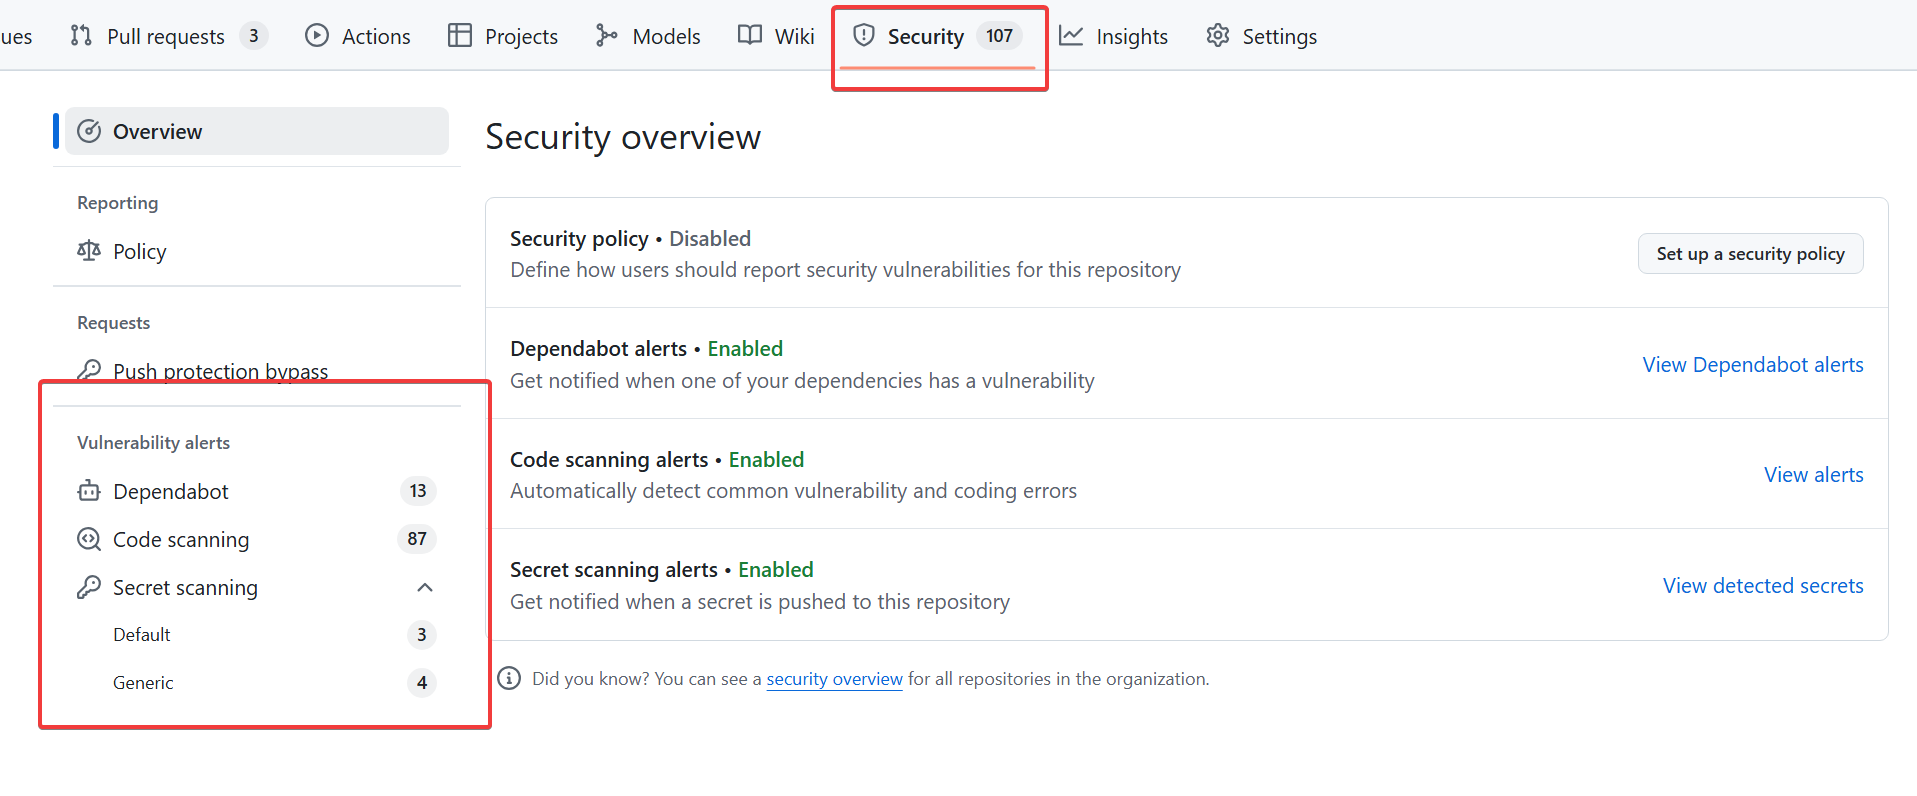 ues Pull requests 3 Actions Projects Models Wiki Security 107 Insights Settings
Overview
Reporting
Policy
Requests
Push protection bypass
Vulnerability alerts
Dependabot 13
Code scanning 87
Secret scanning
Default 3
Generic 4
Security overview
Security policy • Disabled
Define how users should report security vulnerabilities for this repository
Set up a security policy
Dependabot alerts • Enabled
Get notified when one of your dependencies has a vulnerability
View Dependabot alerts
Code scanning alerts • Enabled
Automatically detect common vulnerability and coding errors
View alerts
Secret scanning alerts • Enabled
Get notified when a secret is pushed to this repository
View detected secrets
Did you know? You can see a security overview for all repositories in the organization.